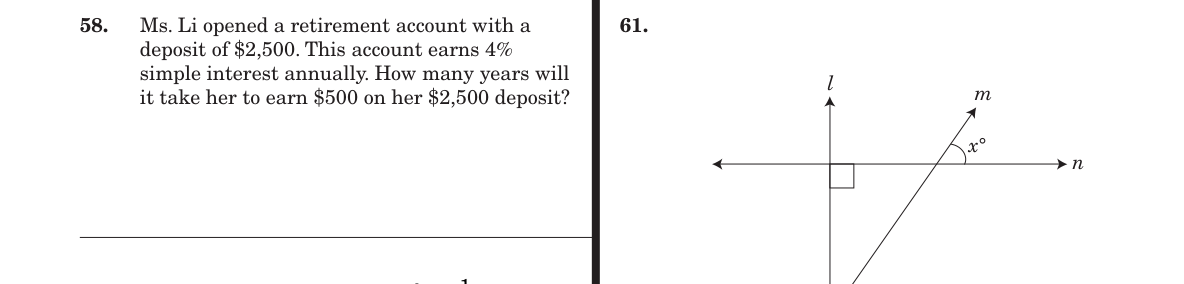 58. Ms. Li opened a retirement account with a
deposit of $2,500. This account earns 4%
simple interest annually. How many years will
it take her to earn $500 on her $2,500 deposit?
61.
l
m
x°
n